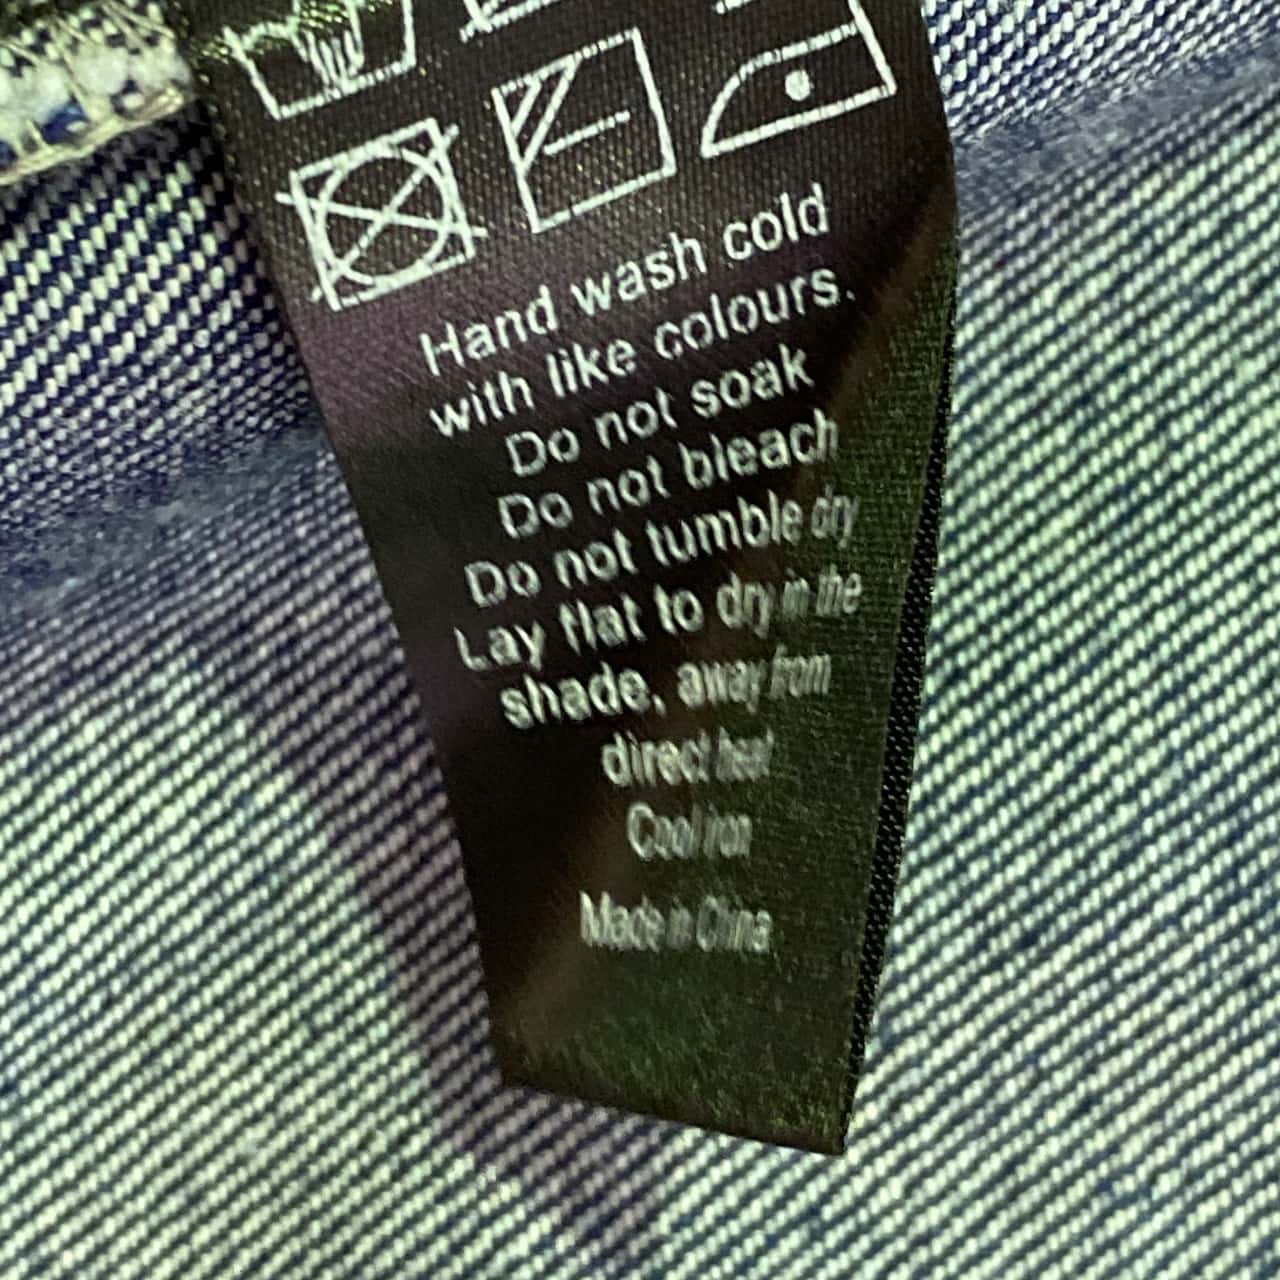 Hand wash cold
with like colours.
Do not soak
Do not bleach
Do not tumble dry
Lay flat to dry in the
shade, away from
direct heat
Cool iron
Made in China